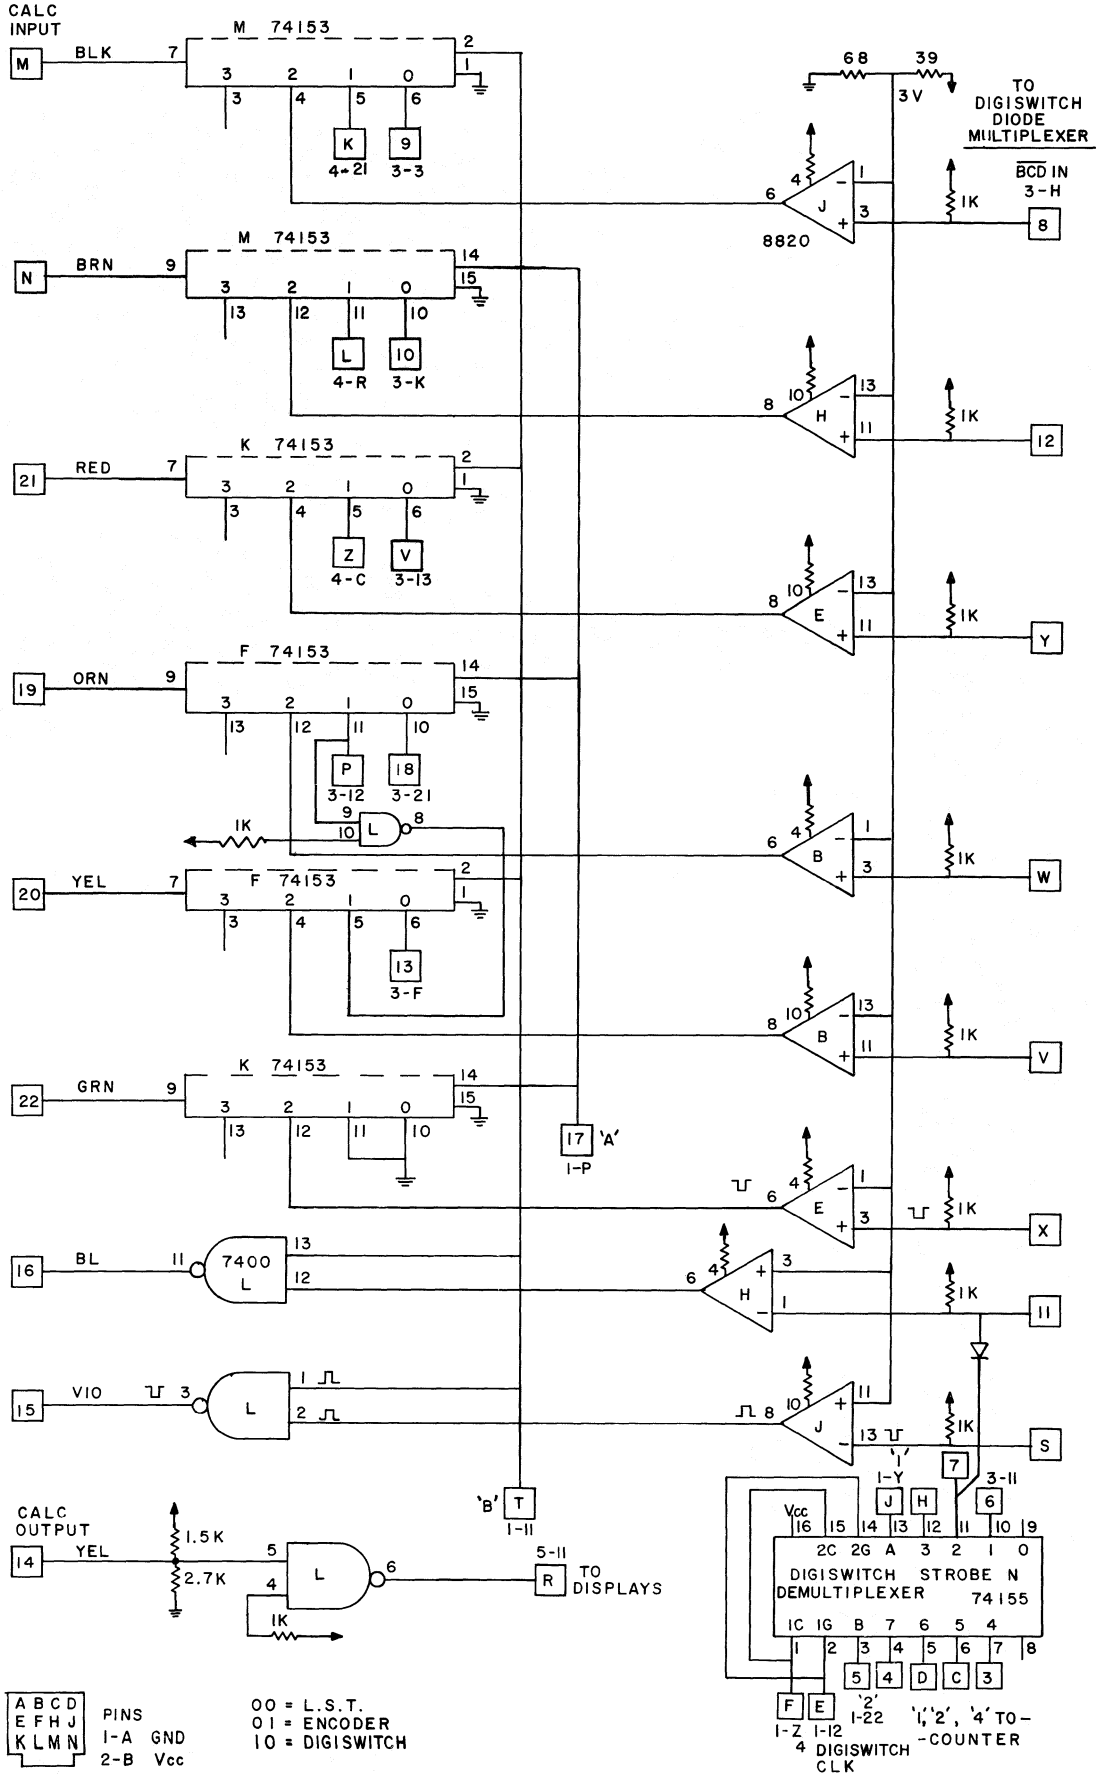 CALC
INPUT
M 74153
M BLK 7
2
1
3 2 1 0
3 4 5 6
K 9
4-21 3-3
68 39
3V
TO
DIGISWITCH
DIODE
MULTIPLEXER
BCD IN
3-H
6 4 J 1
3
8820
1K
8
M 74153
N BRN 9
14
15
3 2 1 0
13 12 11 10
L 10
4-R 3-K
8 10 H 13
11
1K
12
K 74153
21 RED 7
2
1
3 2 1 0
3 4 5 6
Z V
4-C 3-13
8 10 E 13
11
1K
Y
F 74153
19 ORN 9
14
15
3 2 1 0
13 12 11 10
P 18
3-12 3-21
1K
9
10
L 8
6 4 B 1
3
1K
W
F 74153
20 YEL 7
2
1
3 2 1 0
3 4 5 6
13
3-F
8 10 B 13
11
1K
V
K 74153
22 GRN 9
14
15
3 2 1 0
13 12 11 10
17 'A'
1-P
6 4 E 1
3
1K
X
16 BL 11
7400
L
13
12
6 4 H 3
1
1K
11
15 VIO 3
L
1
2
8 10 J 11
13
1K
S
'B' T
1-11
CALC
OUTPUT
14 YEL
1.5K
2.7K
5
4
L
6
1K
5-11
R TO
DISPLAYS
'1'
1-Y
7
3-11
J H 6
Vcc
16 15 14 13 12 11 10 9
2C 2G A 3 2 1 0
DIGISWITCH STROBE N
DEMULTIPLEXER 74155
1C 1G B 7 6 5 4
1 2 3 4 5 6 7 8
5 4 D C 3
F E
'2'
1-22
1-Z 1-12
4 DIGISWITCH
CLK
'1','2', '4' TO-
-COUNTER
A B C D
E F H J
K L M N
PINS
1-A GND
2-B Vcc
00 = L.S.T.
01 = ENCODER
10 = DIGISWITCH